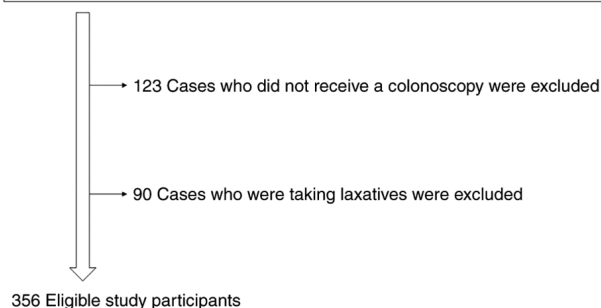 123 Cases who did not receive a colonoscopy were excluded
90 Cases who were taking laxatives were excluded
356 Eligible study participants